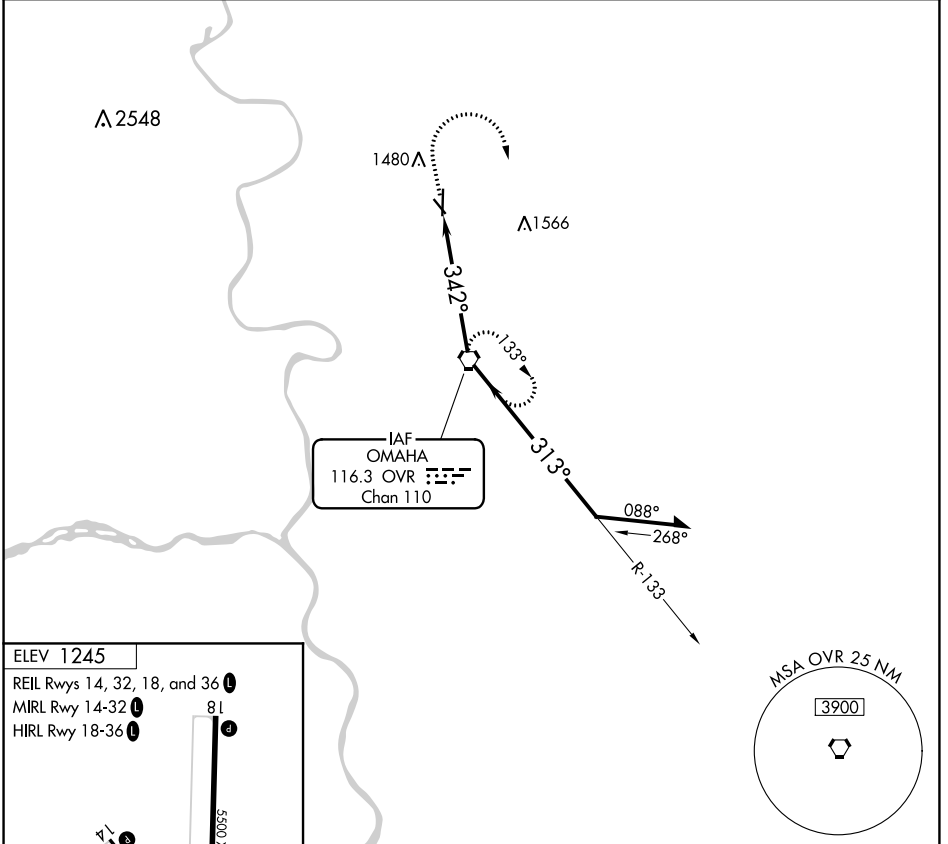 2548
1480
1566
342°
133°
IAF
OMAHA
116.3 OVR
Chan 110
313°
088°
268°
R-133
ELEV 1245
REIL Rwys 14, 32, 18, and 36 L
MIRL Rwy 14-32 L
HIRL Rwy 18-36 L
18
P
5500 X
14
P
MSA OVR 25 NM
3900